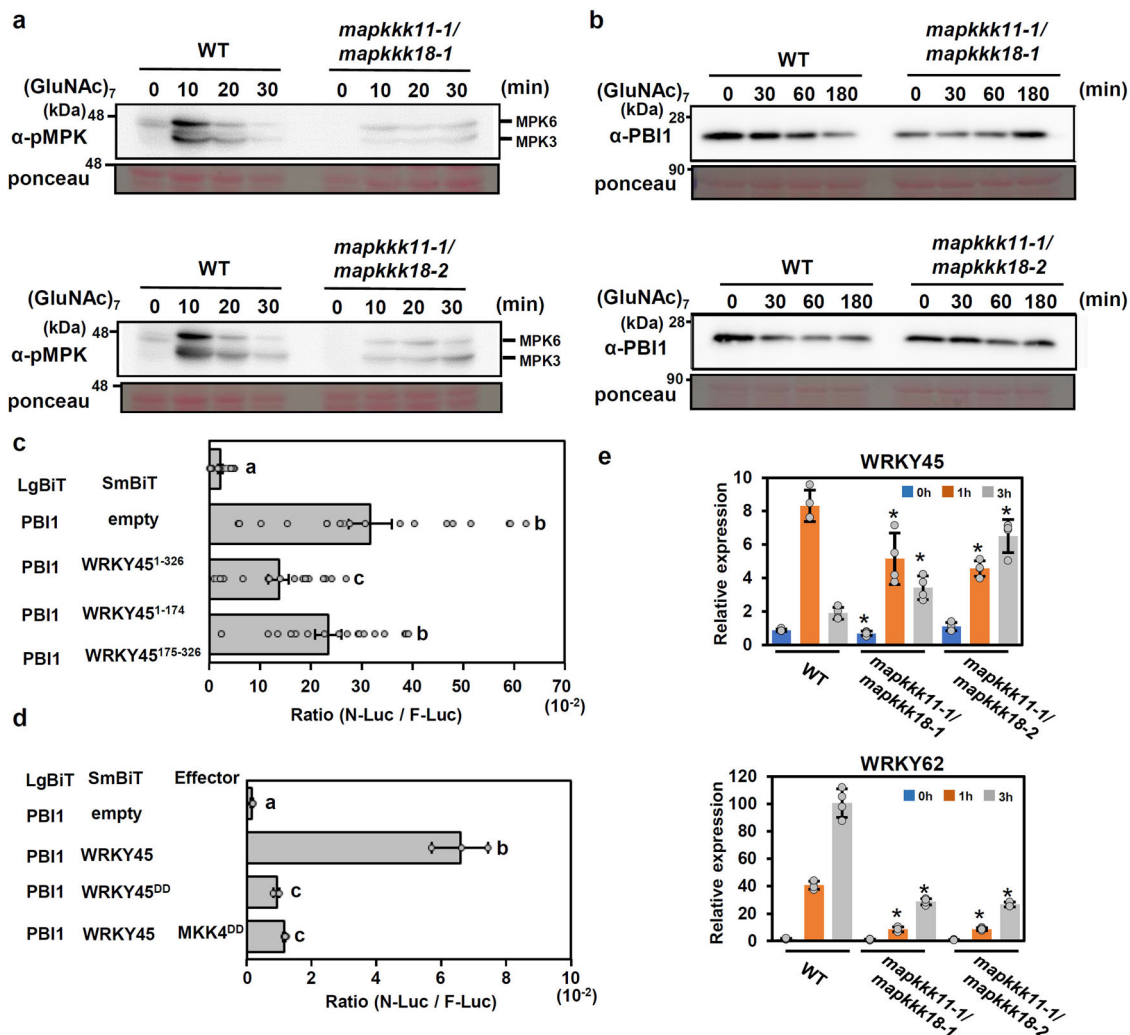 a
WT
mapkkk11-1/
mapkkk18-1
(GluNAc)7 0 10 20 30 0 10 20 30 (min)
(kDa)
48
α-pMPK
MPK6
MPK3
48
ponceau
WT
mapkkk11-1/
mapkkk18-2
(GluNAc)7 0 10 20 30 0 10 20 30 (min)
(kDa)
48
α-pMPK
MPK6
MPK3
48
ponceau
b
WT
mapkkk11-1/
mapkkk18-1
(GluNAc)7 0 30 60 180 0 30 60 180 (min)
(kDa)
28
α-PBI1
90
ponceau
WT
mapkkk11-1/
mapkkk18-2
(GluNAc)7 0 30 60 180 0 30 60 180 (min)
(kDa)
28
α-PBI1
90
ponceau
c
LgBiT SmBiT
PBI1 empty
PBI1 WRKY45^1-326
PBI1 WRKY45^1-174
PBI1 WRKY45^175-326
a
b
c
b
0 10 20 30 40 50 60 70
(10^-2)
Ratio (N-Luc / F-Luc)
d
LgBiT SmBiT Effector
PBI1 empty a
PBI1 WRKY45 b
PBI1 WRKY45^DD c
PBI1 WRKY45 MKK4^DD c
0 2 4 6 8 10
(10^-2)
Ratio (N-Luc / F-Luc)
e
WRKY45
0h 1h 3h
Relative expression
10
8
6
4
2
0
* * * * *
WT
mapkkk11-1/
mapkkk18-1
mapkkk11-1/
mapkkk18-2
WRKY62
0h 1h 3h
Relative expression
120
100
80
60
40
20
0
* * * *
WT
mapkkk11-1/
mapkkk18-1
mapkkk11-1/
mapkkk18-2